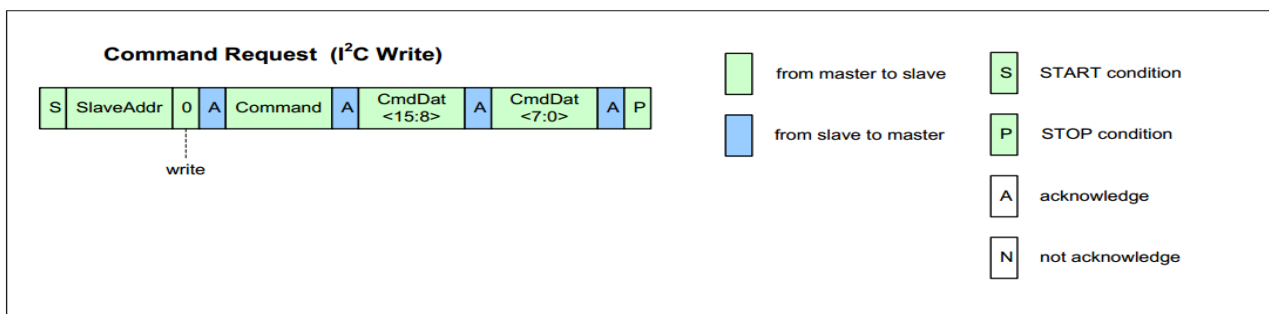 Command Request (I²C Write)
S SlaveAddr 0 A Command A CmdDat <15:8> A CmdDat <7:0> A P
write
from master to slave
from slave to master
S START condition
P STOP condition
A acknowledge
N not acknowledge